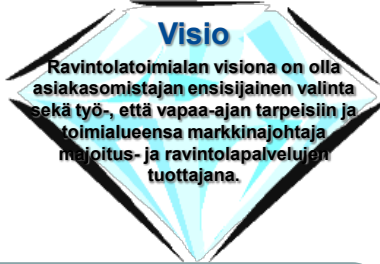 Visio
Ravintolatoimialan visiona on olla
asiakasomistajan ensisijainen valinta
sekä työ-, että vapaa-ajan tarpeisiin ja
toimialueensa markkinajohtaja
majoitus- ja ravintolapalvelujen
tuottajana.